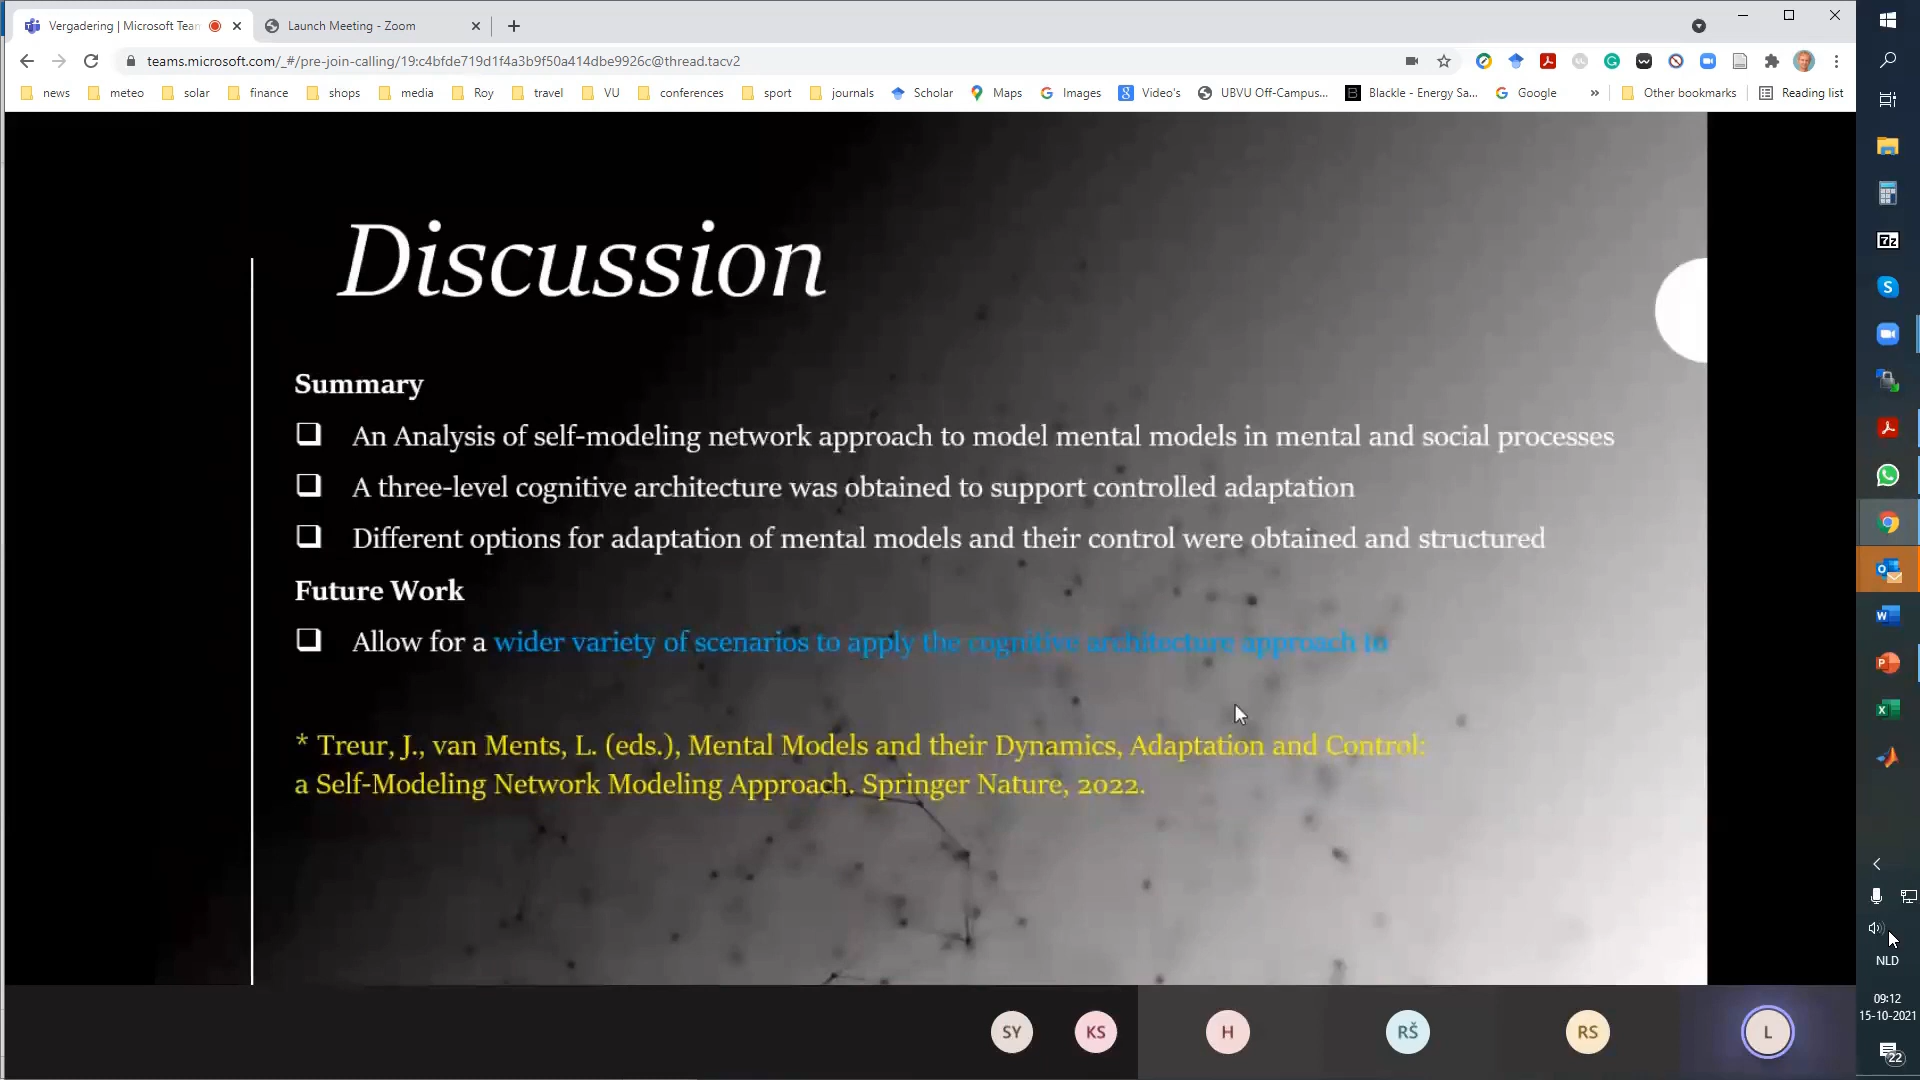 Vergadering | Microsoft Tear
Launch Meeting - Zoom
teams.microsoft.com/_#/pre-join-calling/19:c4bfde719d1f4a3b9f50a414dbe9926c@thread.tacv2
news meteo solar finance shops media Roy travel VU conferences sport journals Scholar Maps Images Video's UBVU Off-Campus... Blackle - Energy Sa... Google » Other bookmarks Reading list
Discussion
Summary
An Analysis of self-modeling network approach to model mental models in mental and social processes
A three-level cognitive architecture was obtained to support controlled adaptation
Different options for adaptation of mental models and their control were obtained and structured
Future Work
Allow for a wider variety of scenarios to apply the cognitive architecture approach to
* Treur, J., van Ments, L. (eds.), Mental Models and their Dynamics, Adaptation and Control:
a Self-Modeling Network Modeling Approach. Springer Nature, 2022.
SY KS H RŠ RS L
NLD
09:12
15-10-2021
22